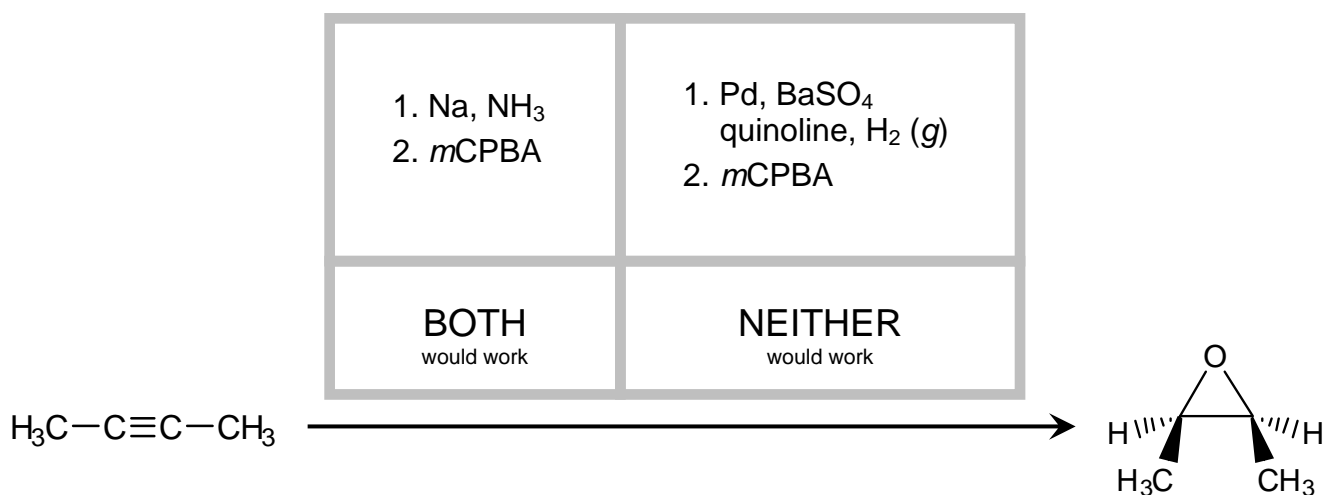 1. Na, NH₃
2. mCPBA
1. Pd, BaSO₄
quinoline, H₂ (g)
2. mCPBA
BOTH
would work
NEITHER
would work
H₃C—C≡C—CH₃
O
H H
H₃C CH₃